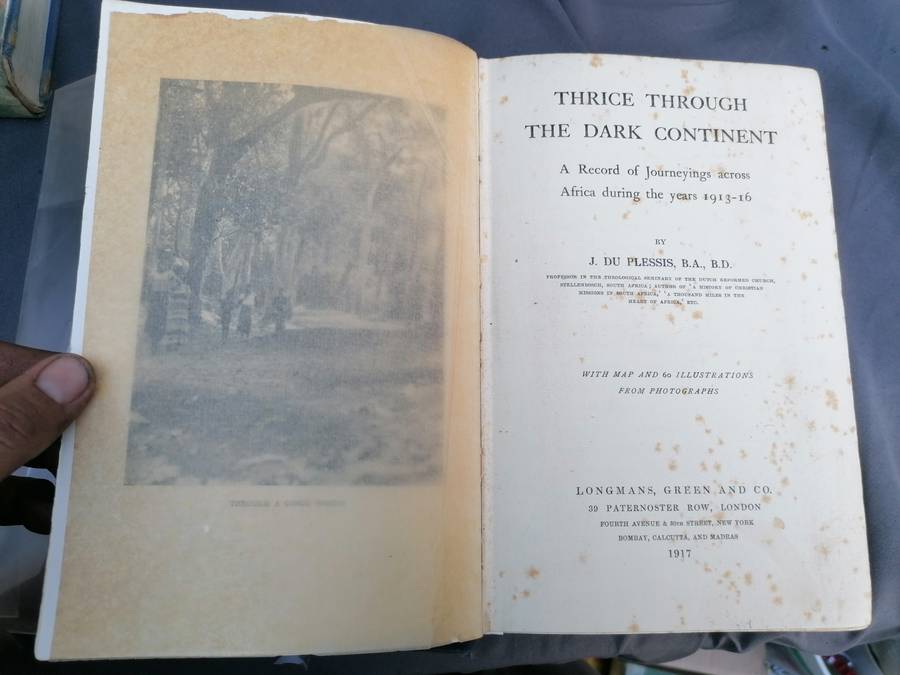 THROUGH A
THRICE THROUGH
THE DARK CONTINENT
A Record of Journeyings across
Africa during the years 1913-16
BY
J. DU PLESSIS, B.A., B.D.
PROFESSOR IN THE THEOLOGICAL SEMINARY OF THE DUTCH REFORMED CHURCH,
STELLENBOSCH, SOUTH AFRICA; AUTHOR OF 'A HISTORY OF CHRISTIAN
MISSIONS IN SOUTH AFRICA,' 'A THOUSAND MILES IN THE
HEART OF AFRICA,' ETC.
WITH MAP AND 60 ILLUSTRATIONS
FROM PHOTOGRAPHS
LONGMANS, GREEN AND CO.
39 PATERNOSTER ROW, LONDON
FOURTH AVENUE & 30TH STREET, NEW YORK
BOMBAY, CALCUTTA, AND MADRAS
1917